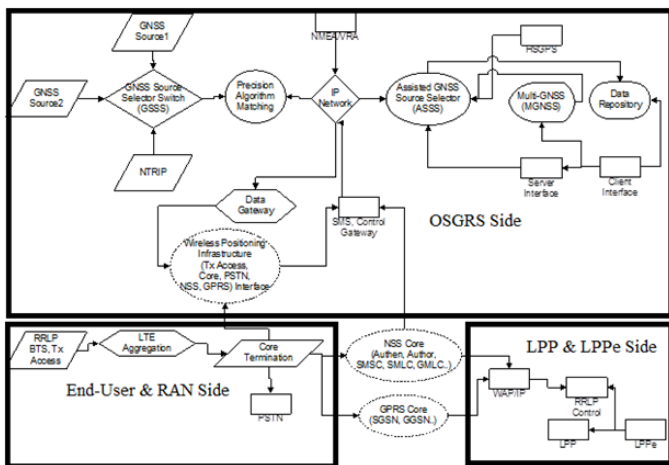 GNSS
Source1
NMEA/VRA
HSGPS
GNSS
Source2
GNSS Source
Selector Switch
(GSSS)
Precision
Algorithm
Matching
IP
Network
Assisted GNSS
Source Selector
(ASSS)
Multi-GNSS
(MGNSS)
Data
Repository
NTRIP
Server
Interface
Client
Interface
Data
Gateway
SMS, Control
Gateway
OSGRS Side
Wireless Positioning
Infrastructure
(Tx Access,
Core, PSTN,
NSS, GPRS) Interface
RRLP
BTS, Tx
Access
LTE
Aggregation
Core
Termination
NSS Core
(Authen, Author,
SMSC, SMLC, GMLC..)
LPP & LPPe Side
End-User & RAN Side
PSTN
GPRS Core
(SGSN, GGSN..)
WAP/IP
RRLP
Control
LPP
LPPe